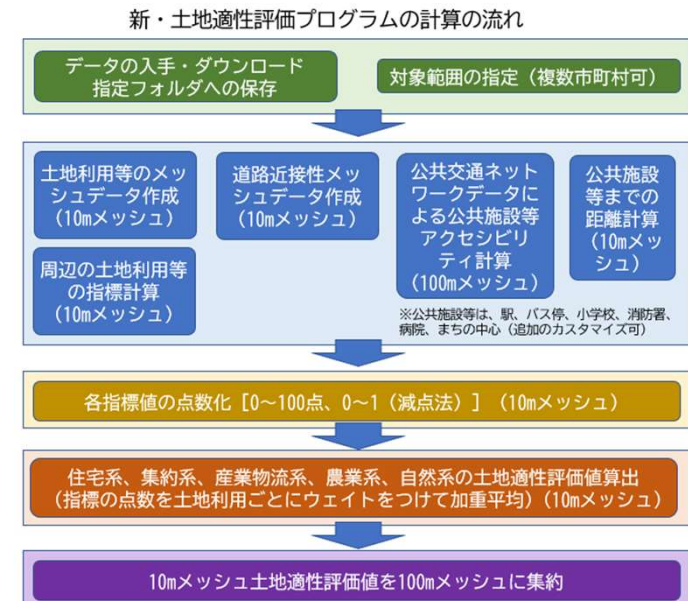 新・土地適性評価プログラムの計算の流れ
データの入手・ダウンロード
指定フォルダへの保存
対象範囲の指定（複数市町村可）
土地利用等のメッ
シュデータ作成
（10mメッシュ）
周辺の土地利用等
の指標計算
（10mメッシュ）
道路近接性メッ
シュデータ作成
（10mメッシュ）
公共交通ネット
ワークデータに
よる公共施設等
アクセシビリ
ティ計算
（100mメッシュ）
公共施設
等までの
距離計算
（10mメッ
シュ）
※公共施設等は、駅、バス停、小学校、消防署、
病院、まちの中心（追加のカスタマイズ可）
各指標値の点数化［0～100点、0～1（減点法）］（10mメッシュ）
住宅系、集約系、産業物流系、農業系、自然系の土地適性評価値算出
（指標の点数を土地利用ごとにウェイトをつけて加重平均）（10mメッシュ）
10mメッシュ土地適性評価値を100mメッシュに集約